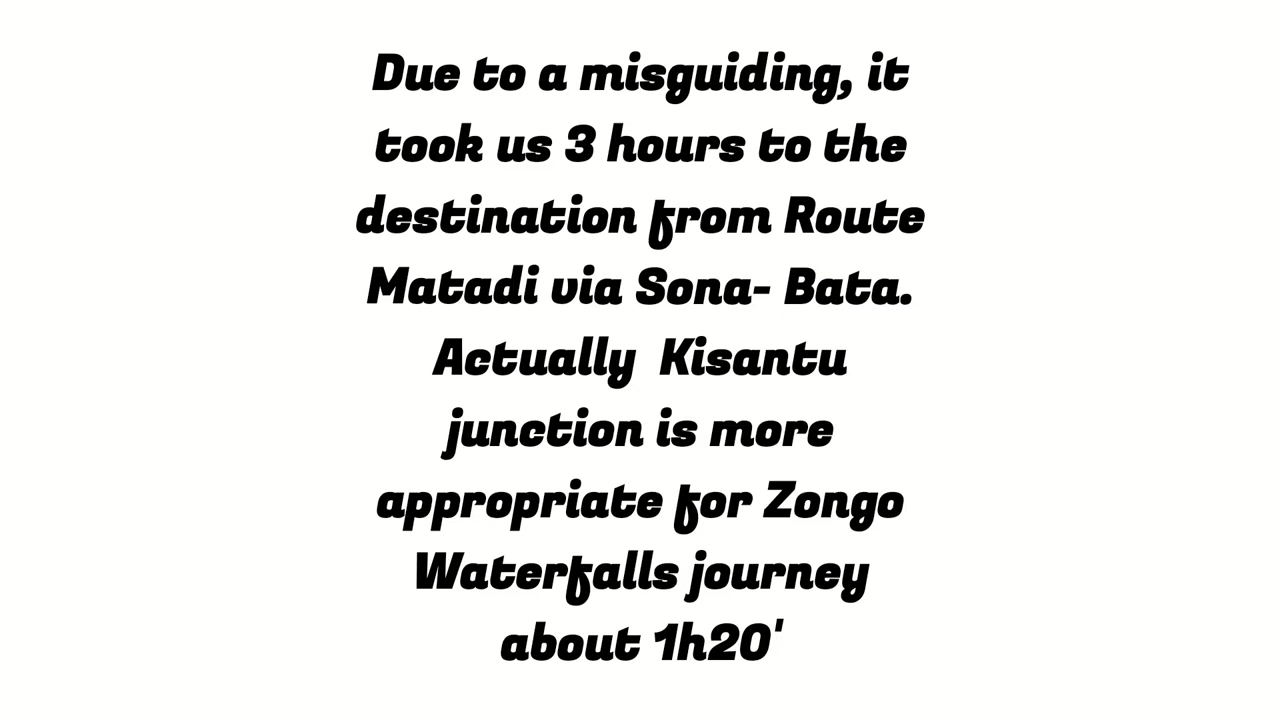 Due to a misguiding, it
took us 3 hours to the
destination from Route
Matadi via Sona- Bata.
Actually  Kisantu
junction is more
appropriate for Zongo
Waterfalls journey
about 1h20'